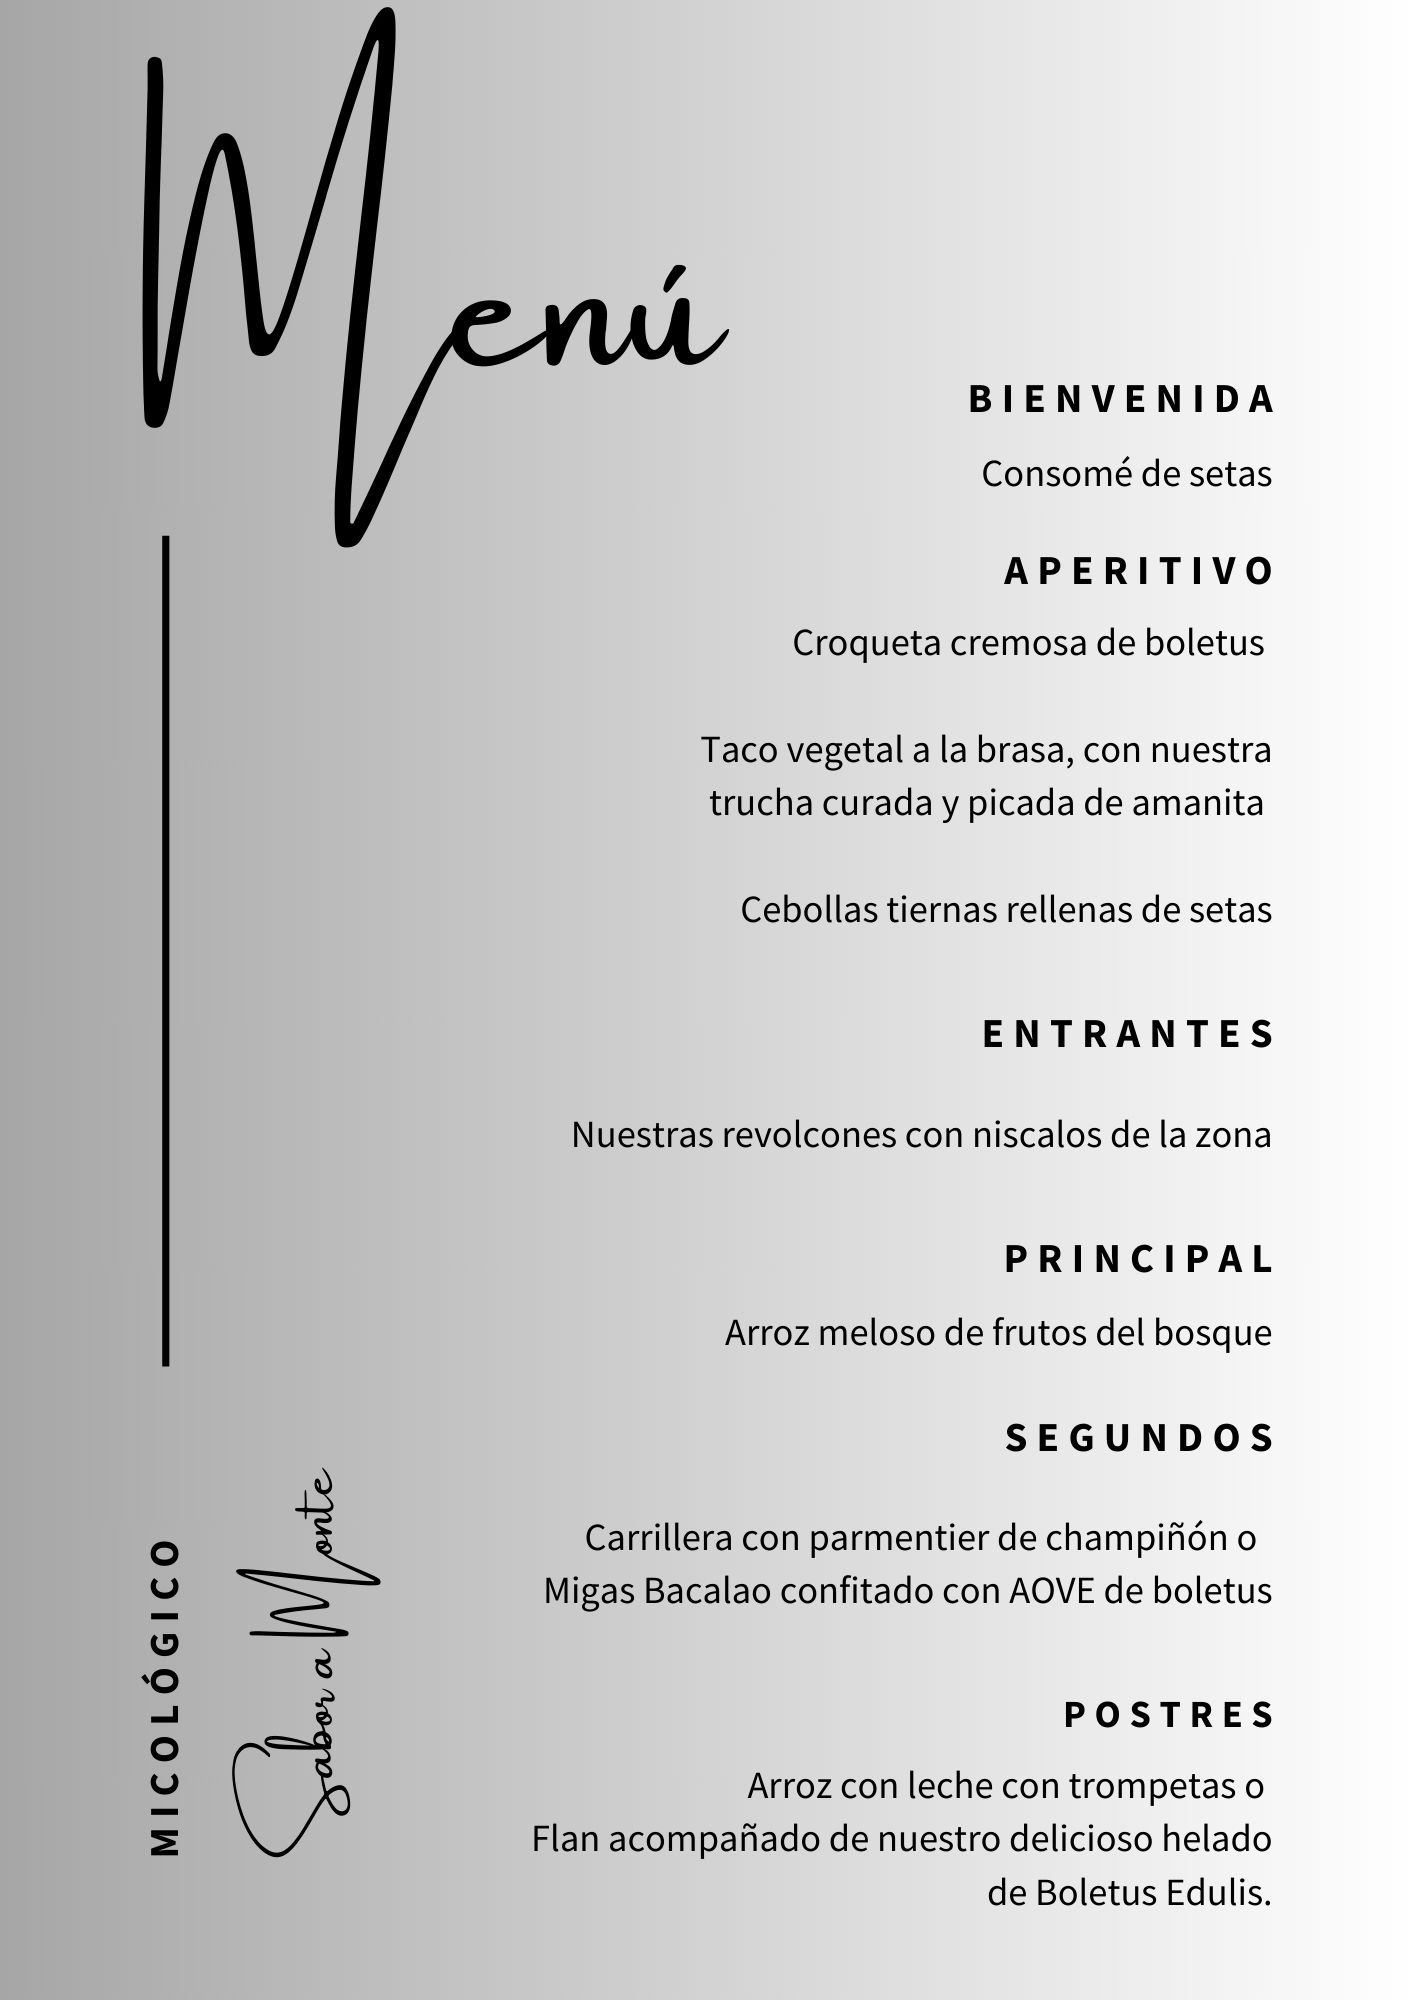 Menú
BIENVENIDA
Consomé de setas
APERITIVO
Croqueta cremosa de boletus
Taco vegetal a la brasa, con nuestra
trucha curada y picada de amanita
Cebollas tiernas rellenas de setas
ENTRANTES
Nuestras revolcones con niscalos de la zona
PRINCIPAL
Arroz meloso de frutos del bosque
SEGUNDOS
Carrillera con parmentier de champiñón o
Migas Bacalao confitado con AOVE de boletus
POSTRES
Arroz con leche con trompetas o
Flan acompañado de nuestro delicioso helado
de Boletus Edulis.
MICOLÓGICO
Sabor a Monte